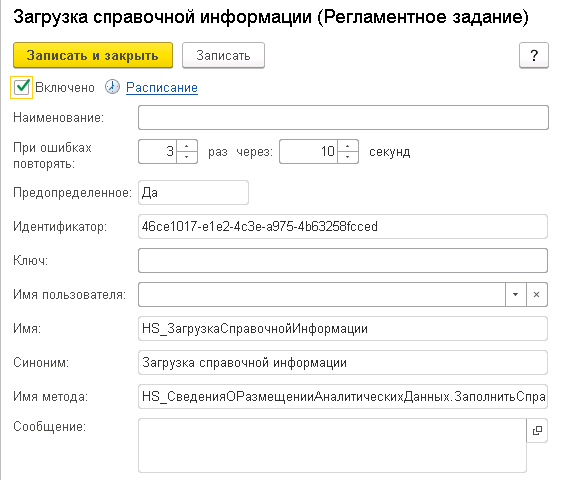 Загрузка справочной информации (Регламентное задание)
Записать и закрыть Записать ?
Включено Расписание
Наименование:
При ошибках повторять: 3 раз через: 10 секунд
Предопределенное: Да
Идентификатор: 46ce1017-e1e2-4c3e-a975-4b63258fcced
Ключ:
Имя пользователя:
Имя: HS_ЗагрузкаСправочнойИнформации
Синоним: Загрузка справочной информации
Имя метода: HS_СведенияОРазмещенииАналитическихДанных.ЗаполнитьСпра
Сообщение: